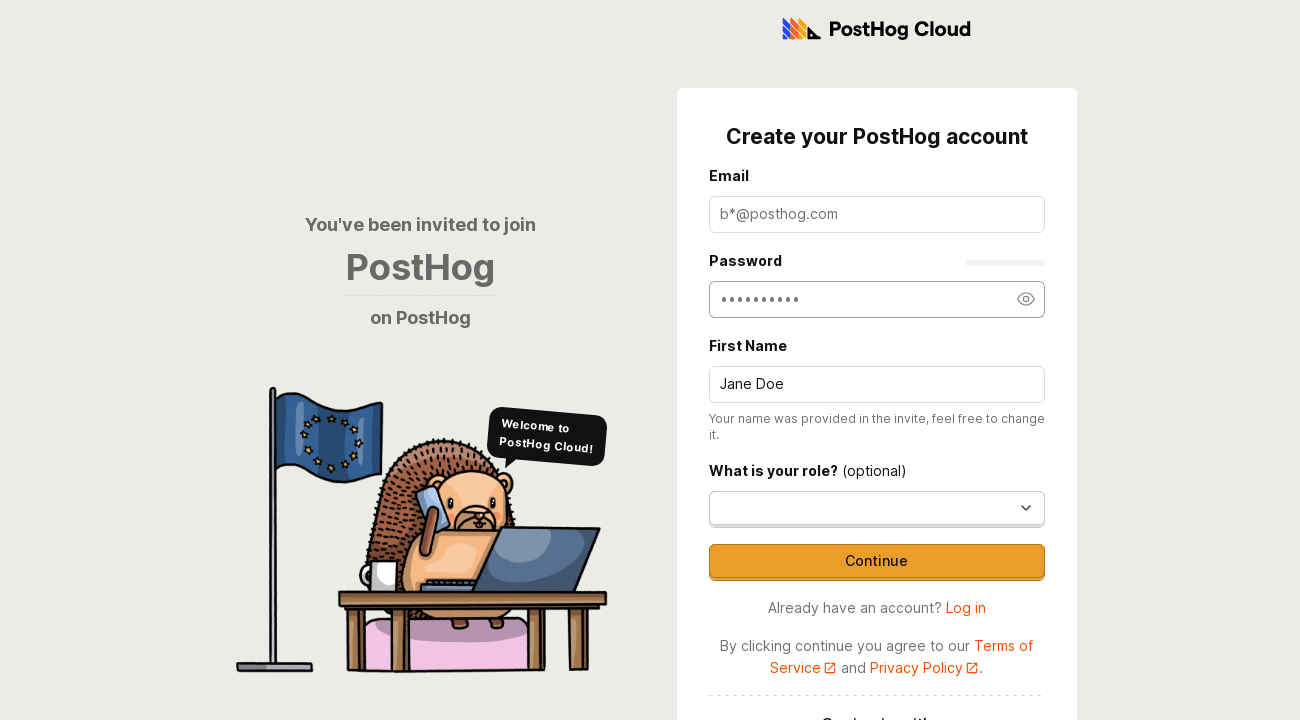 PostHog Cloud
You've been invited to join
PostHog
on PostHog
Welcome to
PostHog Cloud!
Create your PostHog account
Email
b*@posthog.com
Password
••••••••••
First Name
Jane Doe
Your name was provided in the invite, feel free to change
it.
What is your role? (optional)
Continue
Already have an account? Log in
By clicking continue you agree to our Terms of
Service and Privacy Policy.